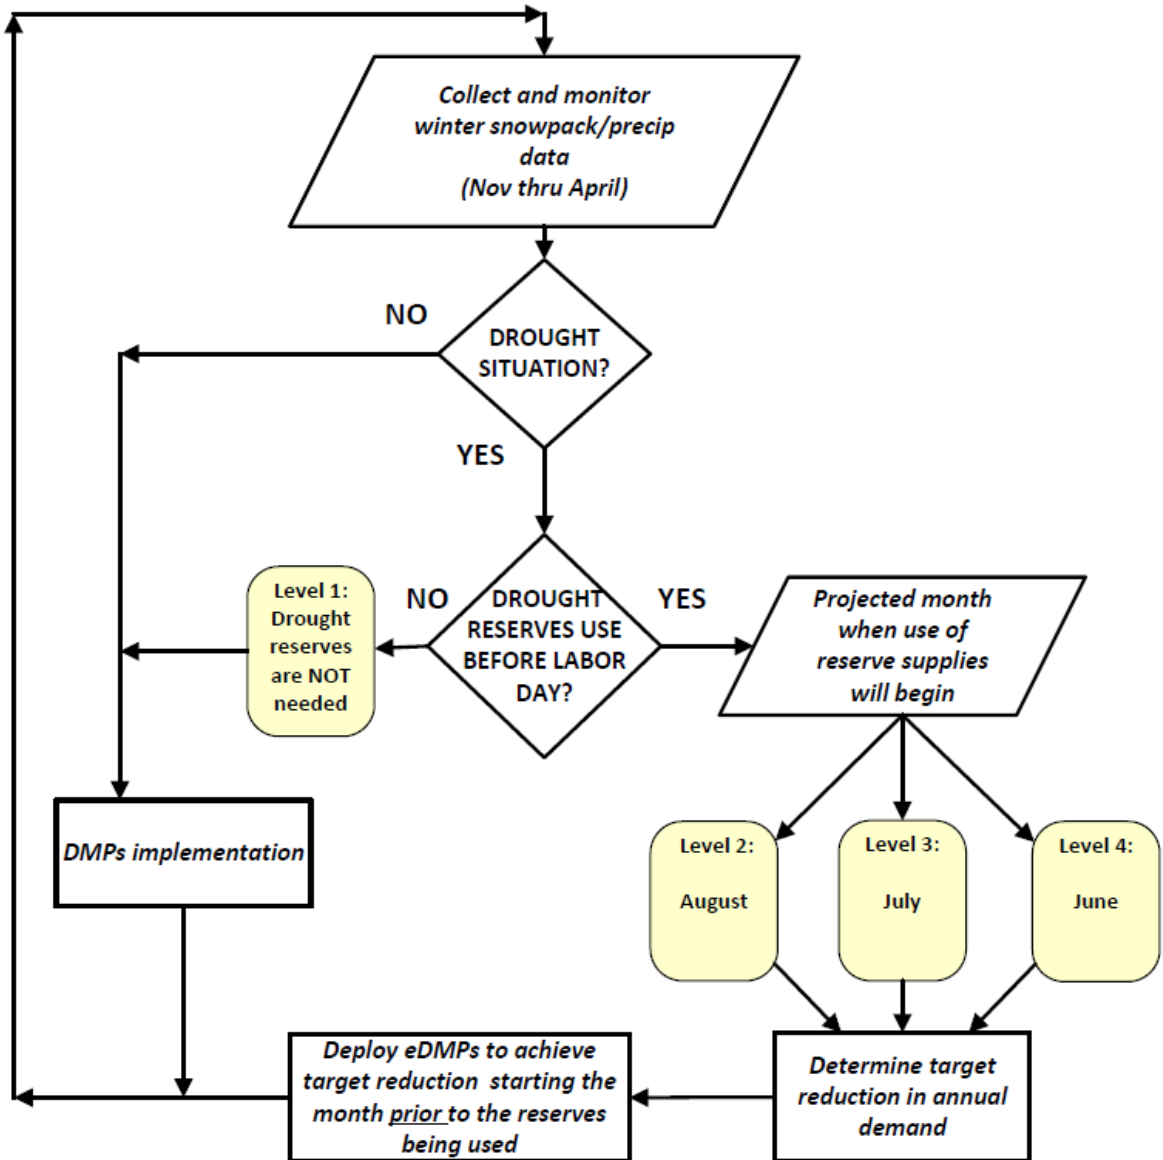 Collect and monitor
winter snowpack/precip
data
(Nov thru April)
NO
DROUGHT
SITUATION?
YES
Level 1:
Drought
reserves
are NOT
needed
NO
DROUGHT
RESERVES USE
BEFORE LABOR
DAY?
YES
Projected month
when use of
reserve supplies
will begin
DMPs implementation
Level 2:
August
Level 3:
July
Level 4:
June
Deploy eDMPs to achieve
target reduction starting the
month prior to the reserves
being used
Determine target
reduction in annual
demand